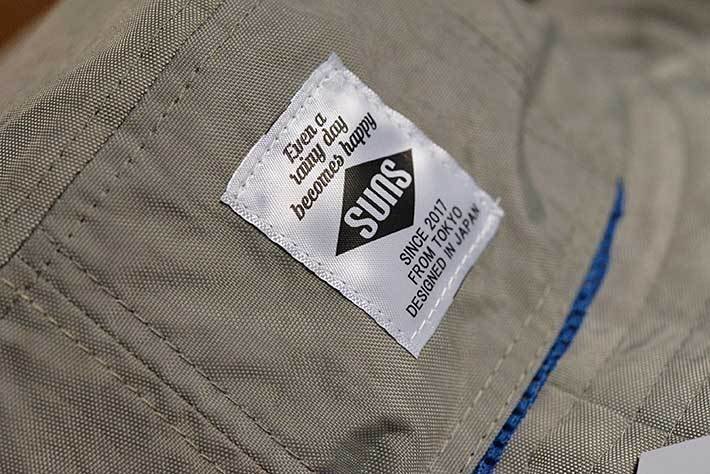 Even a
rainy day
becomes happy
SUNS
SINCE 2017
FROM TOKYO
DESIGNED IN JAPAN